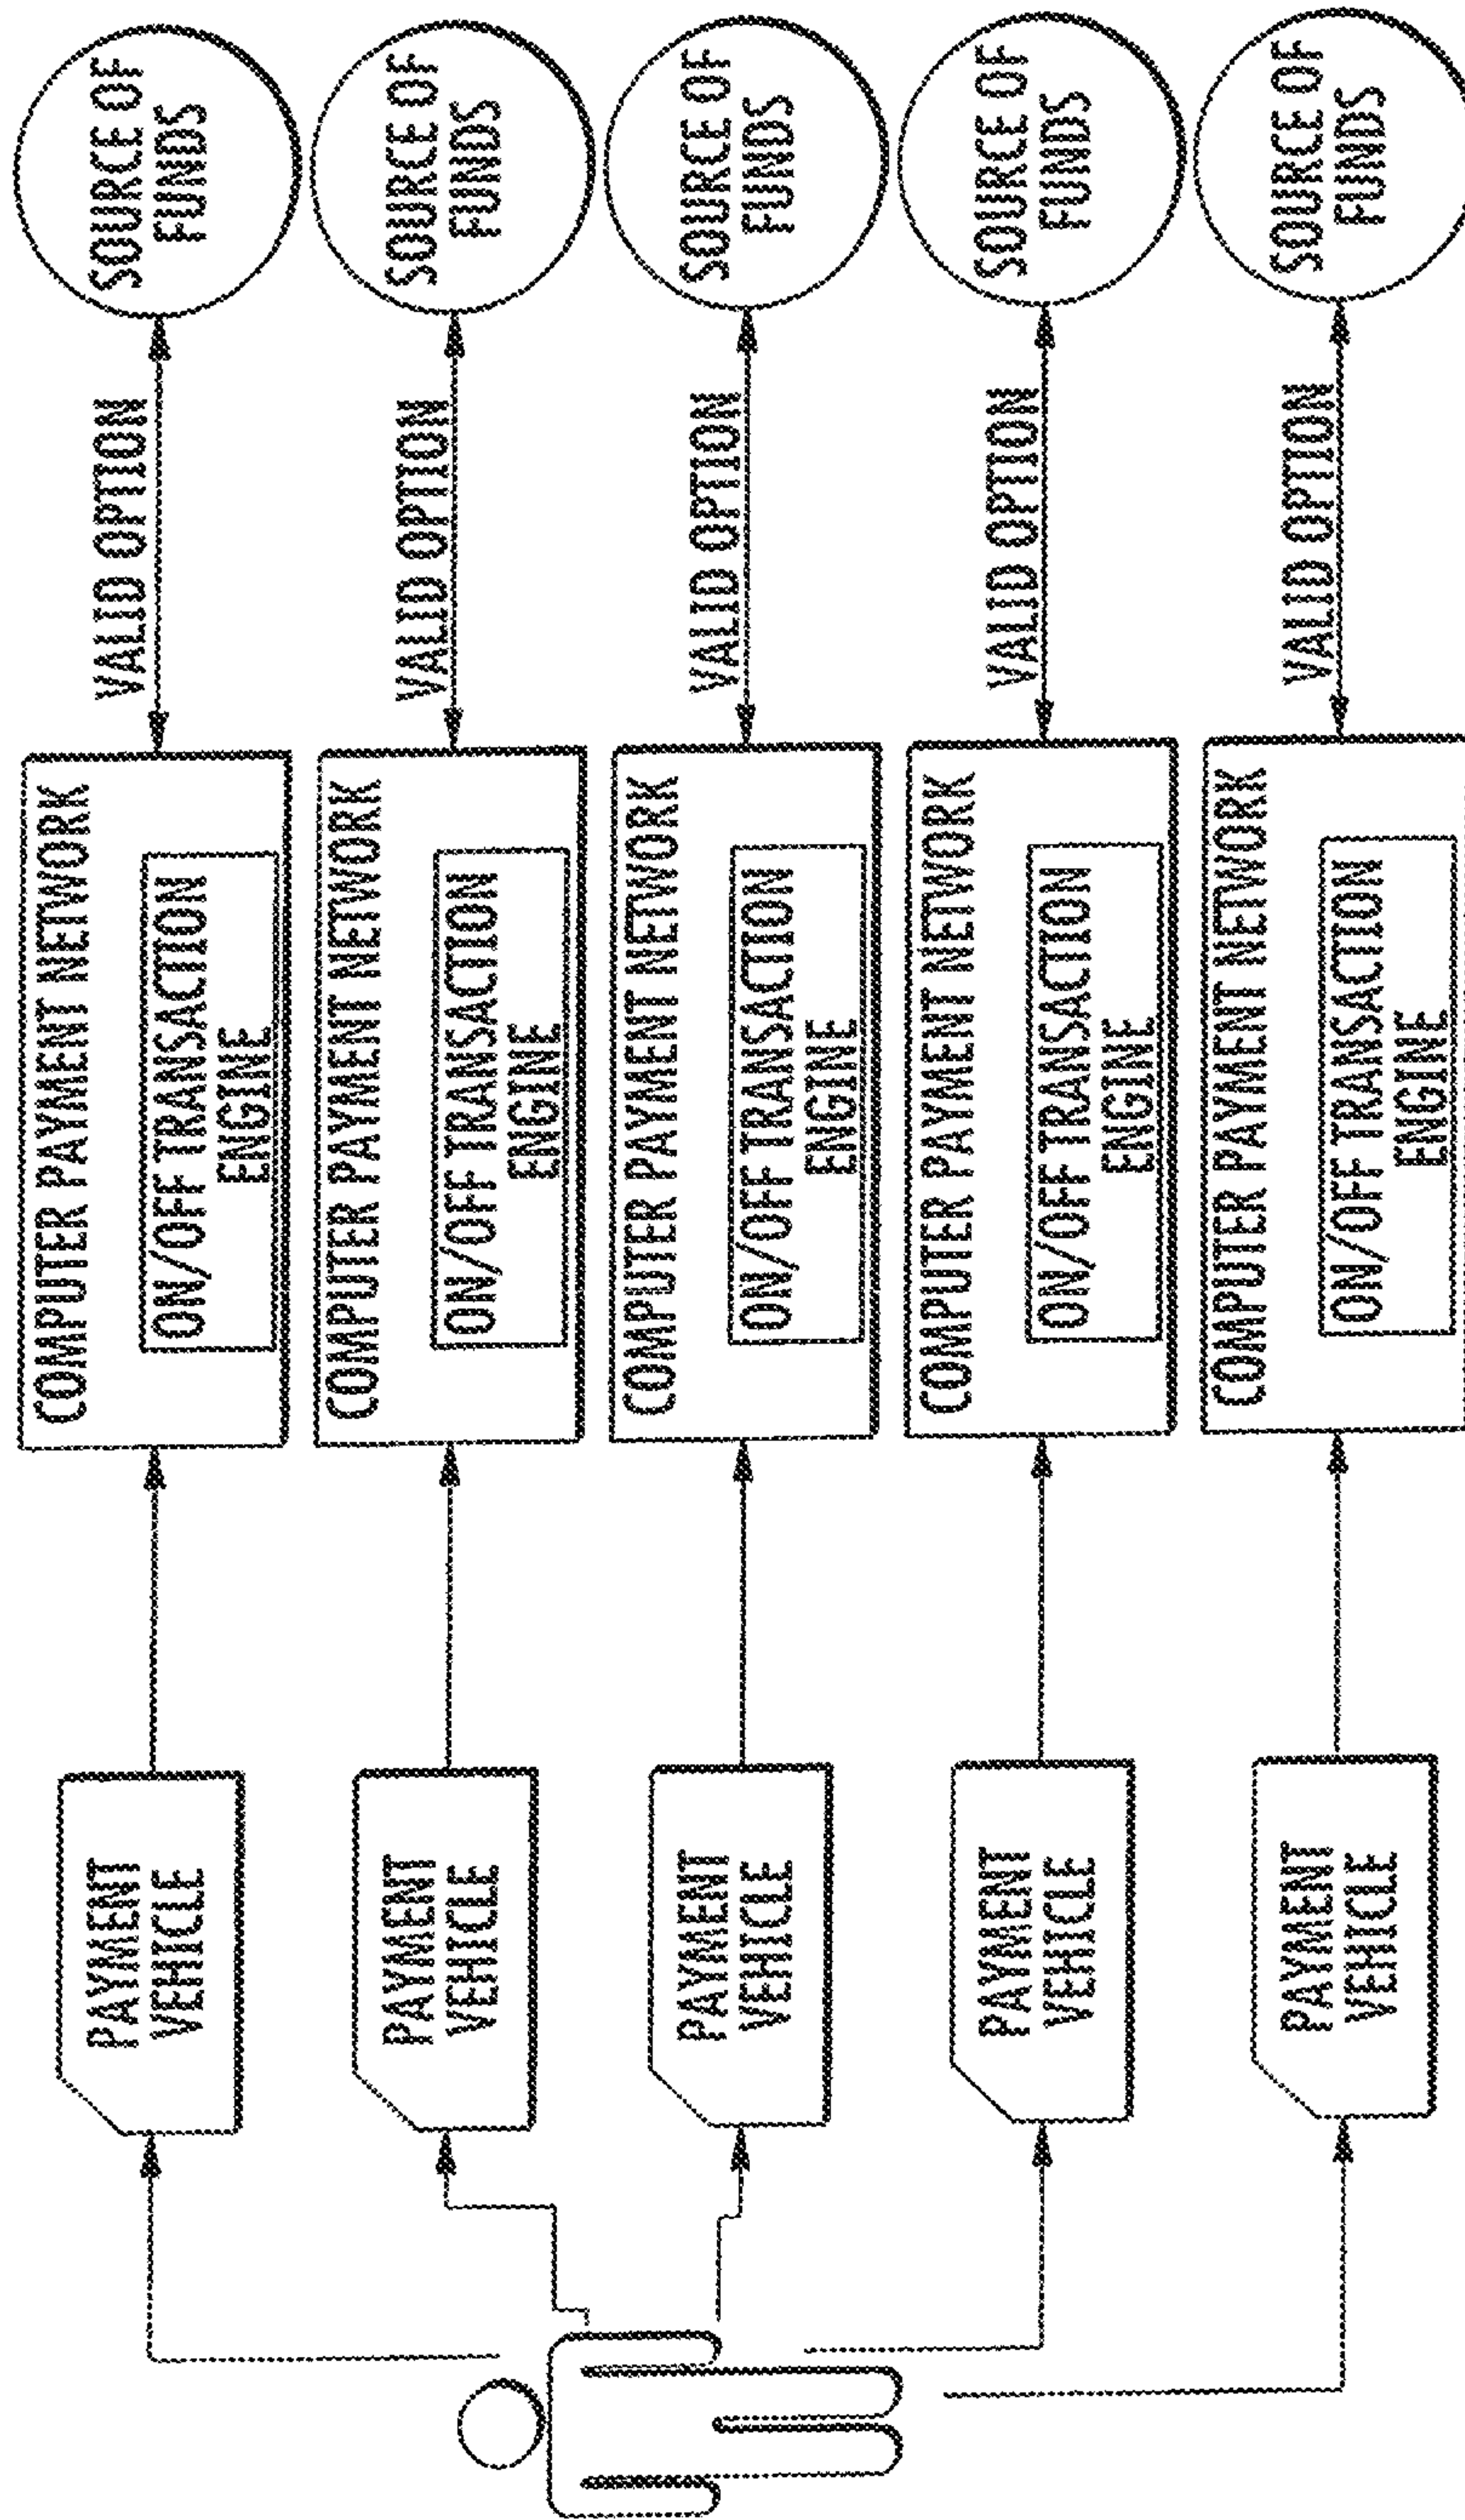 PAYMENT
VEHICLE
COMPUTER PAYMENT NETWORK
ON/OFF TRANSACTION
ENGINE
VALID OPTION
SOURCE OF
FUNDS
PAYMENT
VEHICLE
COMPUTER PAYMENT NETWORK
ON/OFF TRANSACTION
ENGINE
VALID OPTION
SOURCE OF
FUNDS
PAYMENT
VEHICLE
COMPUTER PAYMENT NETWORK
ON/OFF TRANSACTION
ENGINE
VALID OPTION
SOURCE OF
FUNDS
PAYMENT
VEHICLE
COMPUTER PAYMENT NETWORK
ON/OFF TRANSACTION
ENGINE
VALID OPTION
SOURCE OF
FUNDS
PAYMENT
VEHICLE
COMPUTER PAYMENT NETWORK
ON/OFF TRANSACTION
ENGINE
VALID OPTION
SOURCE OF
FUNDS